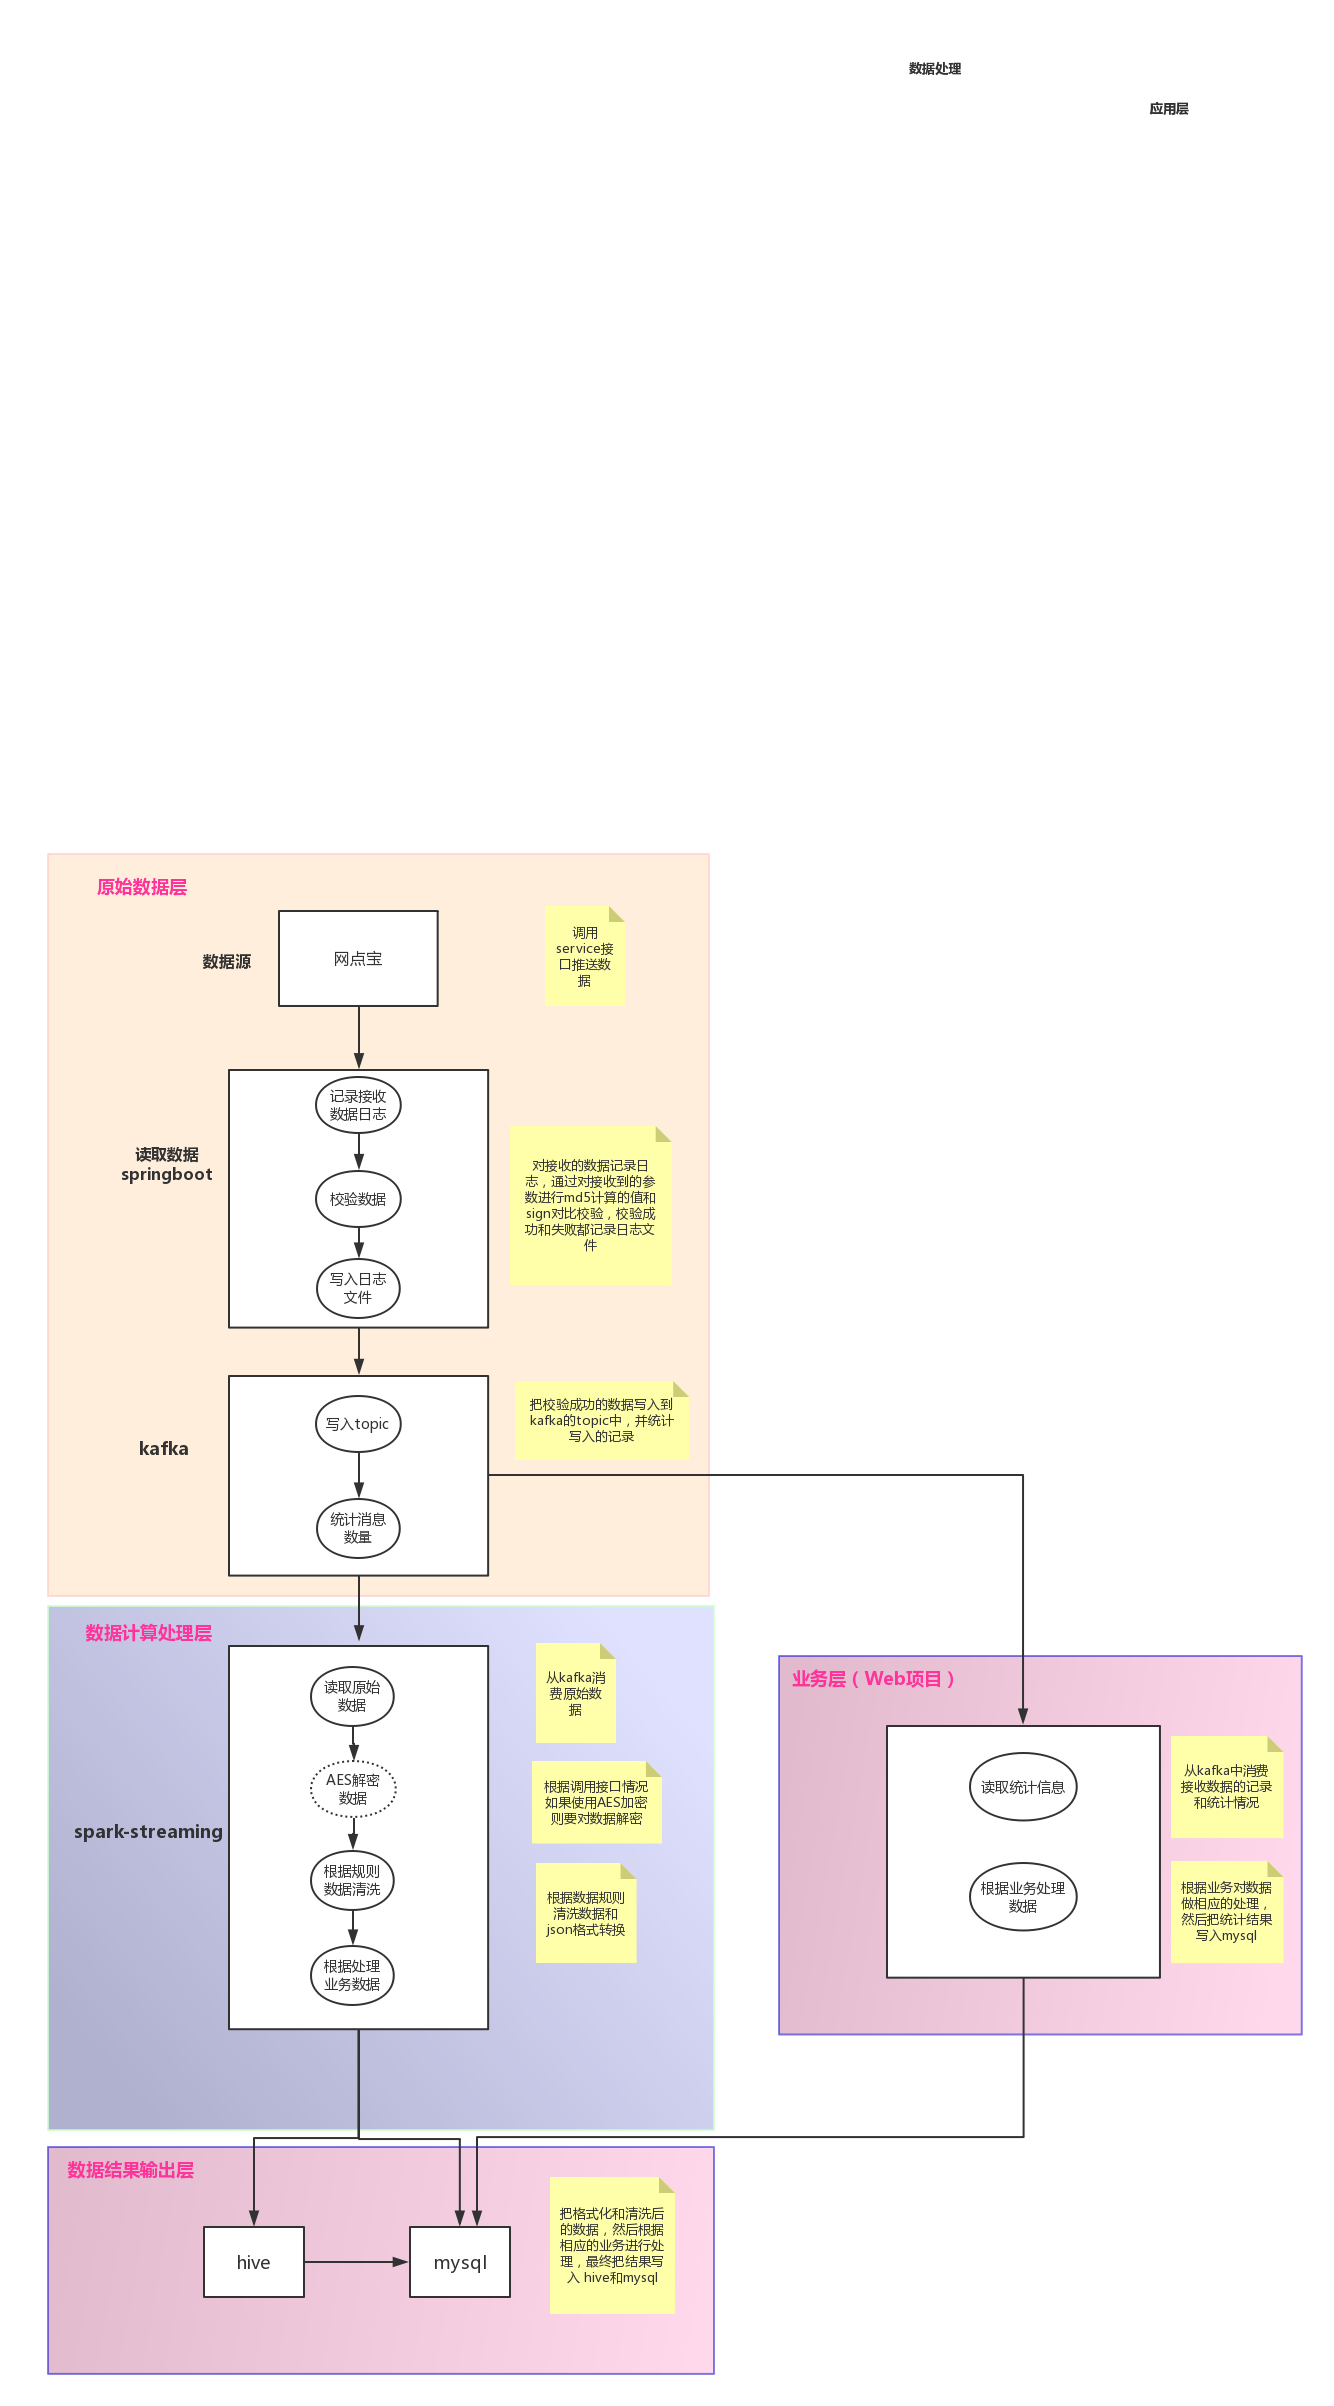 数据处理
应用层
原始数据层
数据源
网点宝
调用
service接
口推送数
据
读取数据
springboot
记录接收
数据日志
校验数据
写入日志
文件
对接收的数据记录日
志，通过对接收到的参
数进行md5计算的值和
sign对比校验，校验成
功和失败都记录日志文
件
kafka
写入topic
统计消息
数量
把校验成功的数据写入到
kafka的topic中，并统计
写入的记录
数据计算处理层
spark-streaming
读取原始
数据
AES解密
数据
根据规则
数据清洗
根据处理
业务数据
从kafka消
费原始数
据
根据调用接口情况
如果使用AES加密
则要对数据解密
根据数据规则
清洗数据和
json格式转换
业务层（Web项目）
读取统计信息
根据业务处理
数据
从kafka中消费
接收数据的记录
和统计情况
根据业务对数据
做相应的处理，
然后把统计结果
写入mysql
数据结果输出层
hive
mysql
把格式化和清洗后
的数据，然后根据
相应的业务进行处
理，最终把结果写
入 hive和mysql